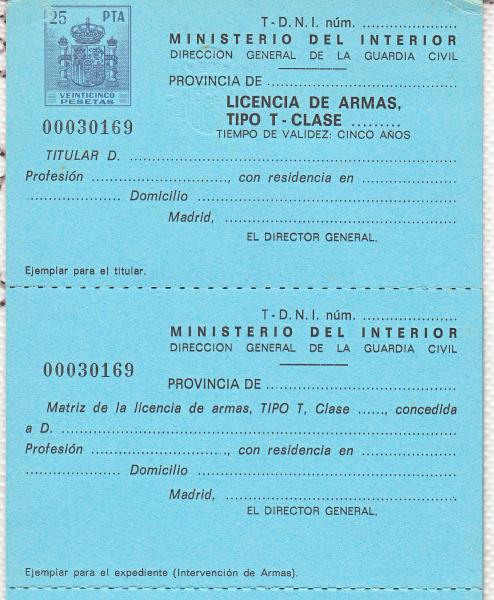 25 PTA
VEINTICINCO
PESETAS
00030169
T-D.N.I. núm. ....................
MINISTERIO DEL INTERIOR
DIRECCION GENERAL DE LA GUARDIA CIVIL
PROVINCIA DE ........................................
LICENCIA DE ARMAS,
TIPO T-CLASE .........
TIEMPO DE VALIDEZ: CINCO AÑOS
TITULAR D. ............................................................
Profesión ..............................., con residencia en ....................
..................... Domicilio ..................................................
Madrid, ..................................................
EL DIRECTOR GENERAL,
Ejemplar para el titular.
T-D.N.I. núm. ....................
MINISTERIO DEL INTERIOR
DIRECCION GENERAL DE LA GUARDIA CIVIL
00030169
PROVINCIA DE ........................................
Matriz de la licencia de armas, TIPO T, Clase ......, concedida
a D. ............................................................
Profesión ..............................., con residencia en ....................
..................... Domicilio ..................................................
Madrid, ..................................................
EL DIRECTOR GENERAL,
Ejemplar para el expediente (Intervención de Armas).